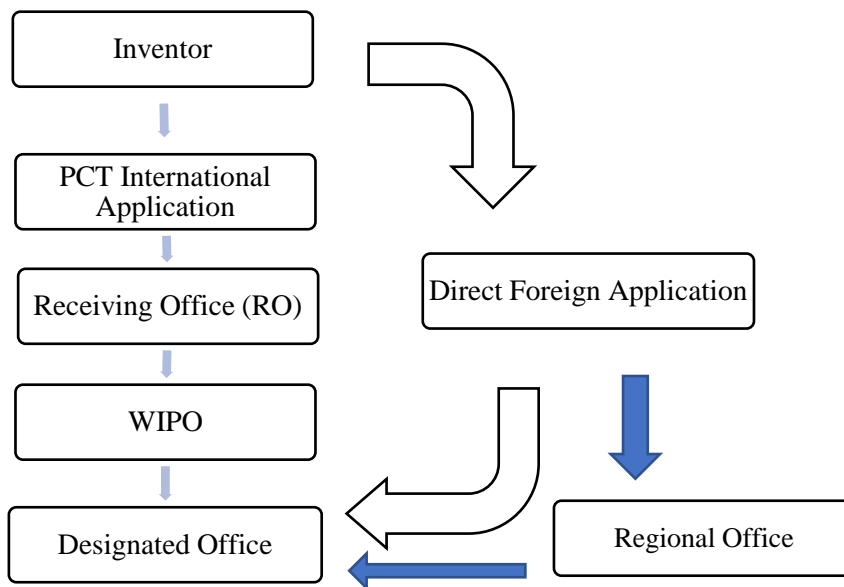 Inventor
PCT International
Application
Receiving Office (RO)
WIPO
Designated Office
Direct Foreign Application
Regional Office